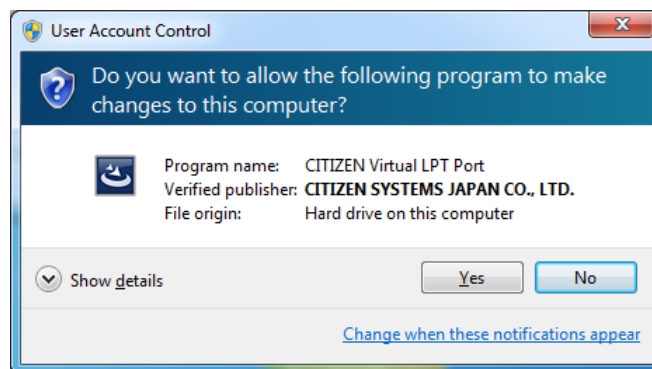 User Account Control
Do you want to allow the following program to make
changes to this computer?
Program name: CITIZEN Virtual LPT Port
Verified publisher: CITIZEN SYSTEMS JAPAN CO., LTD.
File origin: Hard drive on this computer
Show details
Yes
No
Change when these notifications appear